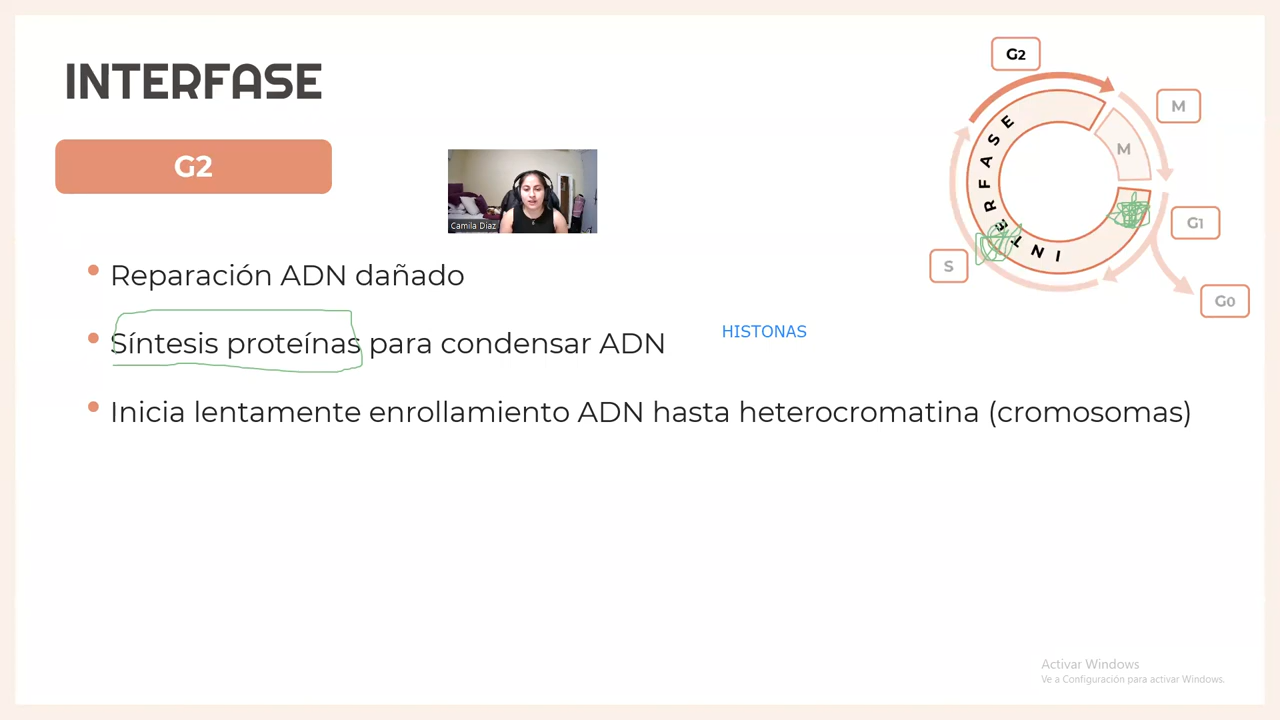 INTERFASE
G2
G2
M
M
G1
G0
S
INTERFASE
Camila Diaz
Reparación ADN dañado
Síntesis proteínas para condensar ADN
HISTONAS
Inicia lentamente enrollamiento ADN hasta heterocromatina (cromosomas)
Activar Windows
Ve a Configuración para activar Windows.